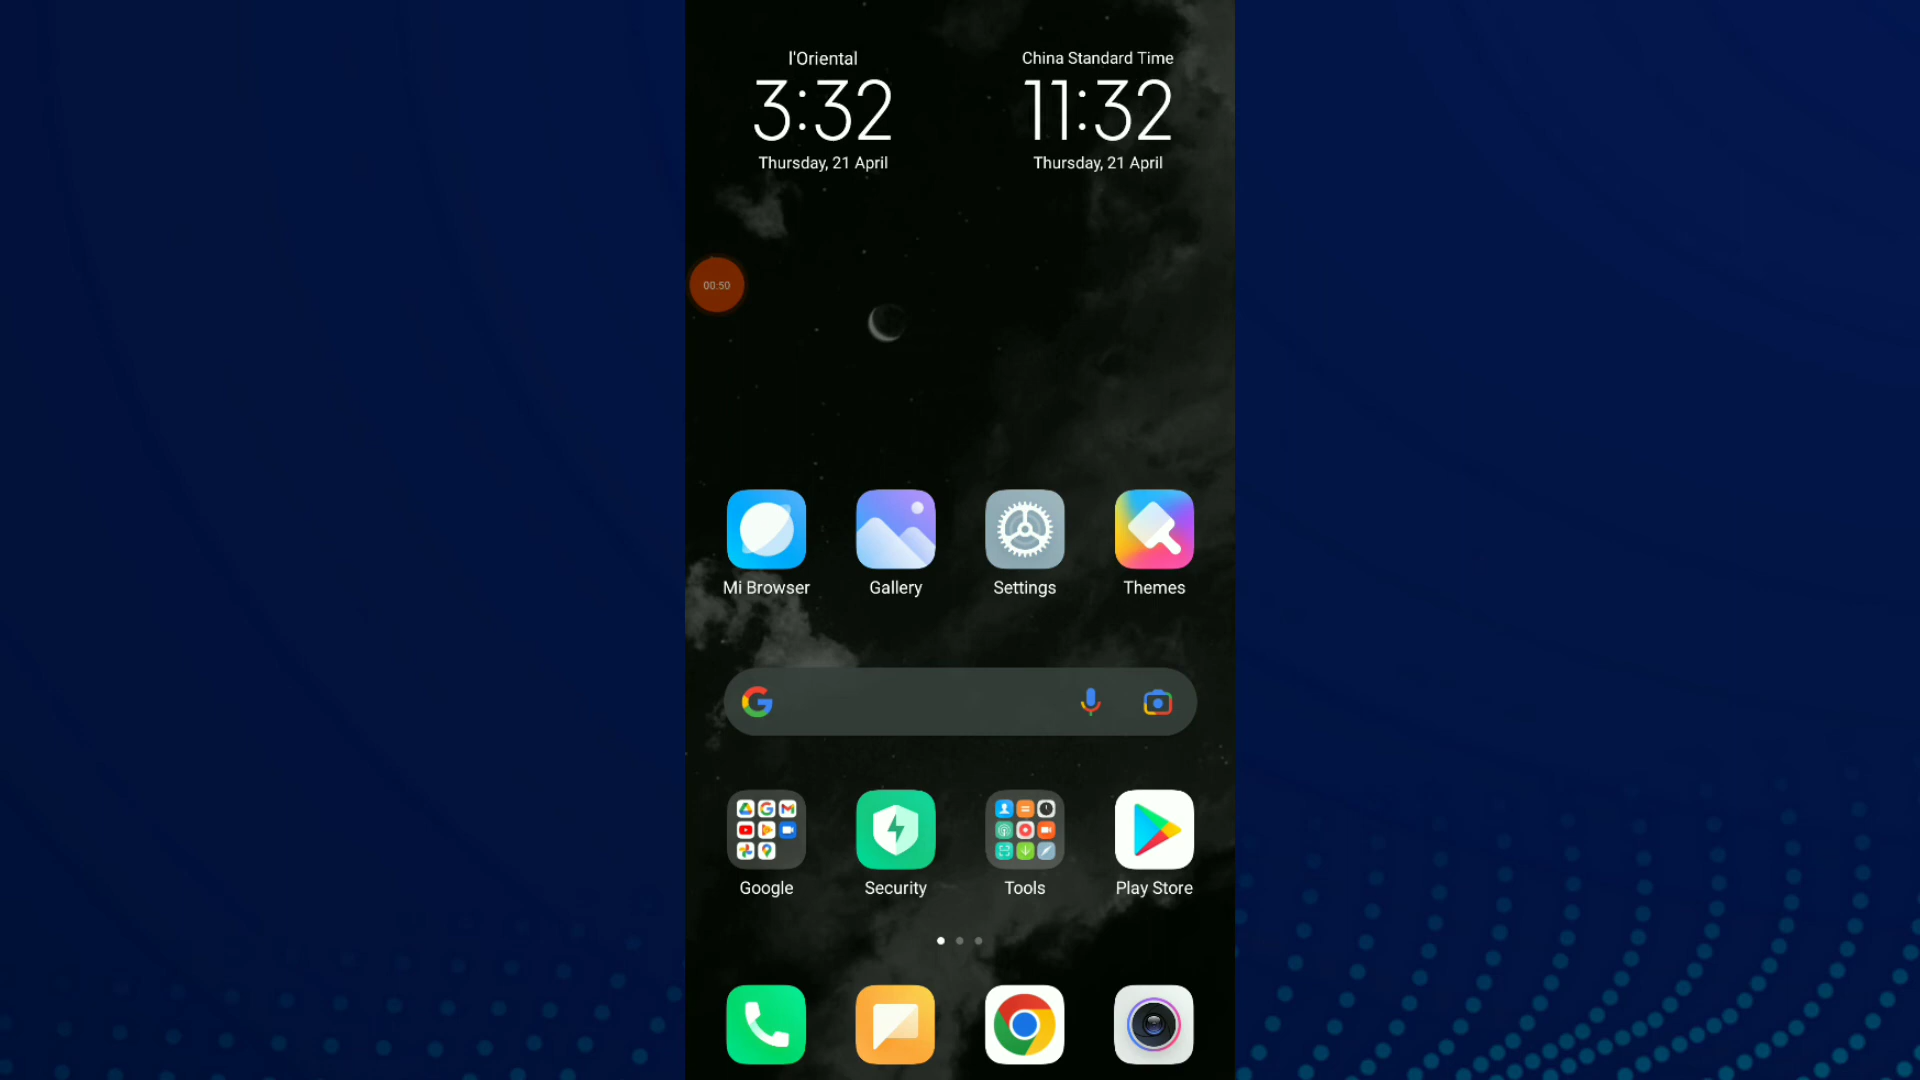 l'Oriental
3:32
Thursday, 21 April
China Standard Time
11:32
Thursday, 21 April
00:50
Mi Browser
Gallery
Settings
Themes
Google
Security
Tools
Play Store